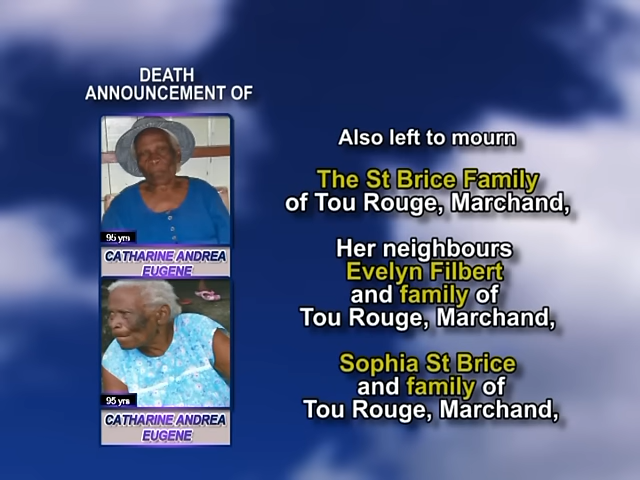 DEATH
ANNOUNCEMENT OF
95 yrs
CATHARINE ANDREA
EUGENE
95 yrs
CATHARINE ANDREA
EUGENE
Also left to mourn
The St Brice Family
of Tou Rouge, Marchand,
Her neighbours
Evelyn Filbert
and family of
Tou Rouge, Marchand,
Sophia St Brice
and family of
Tou Rouge, Marchand,